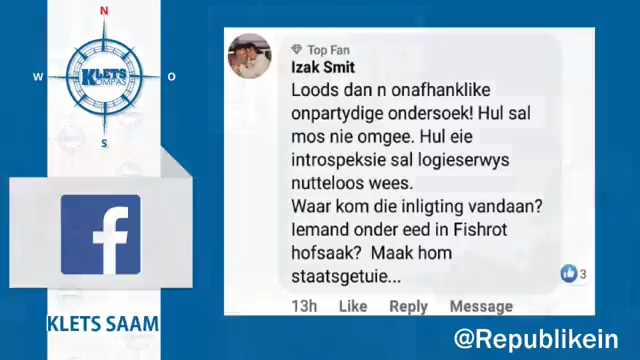 N
W
O
S
KLETS
KOMPAS
KLETS SAAM
Top Fan
Izak Smit
Loods dan n onafhanklike
onpartydige ondersoek! Hul sal
mos nie omgee. Hul eie
introspeksie sal logieserwys
nutteloos wees.
Waar kom die inligting vandaan?
Iemand onder eed in Fishrot
hofsaak? Maak hom
staatsgetuie...
3
13h Like Reply Message
@Republikein